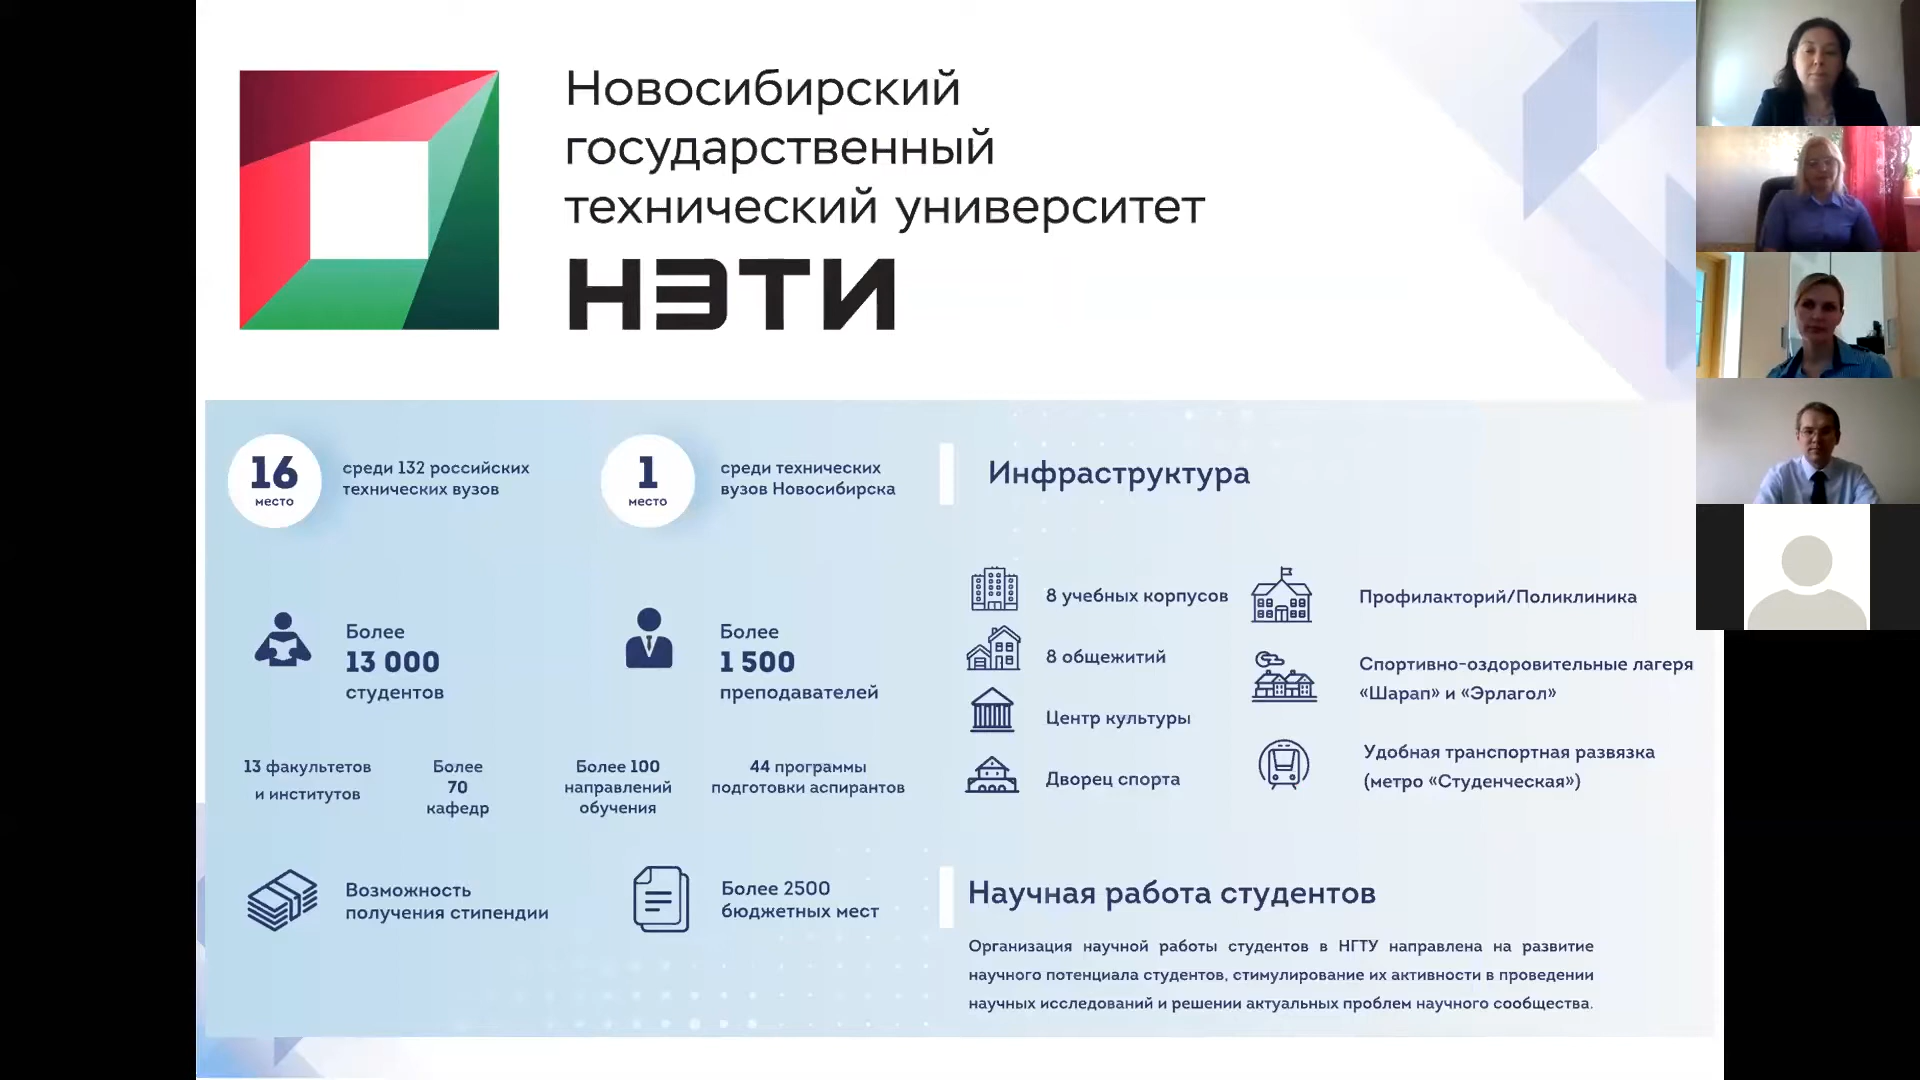 Новосибирский
государственный
технический университет
НЭТИ
16
место
среди 132 российских
технических вузов
1
место
среди технических
вузов Новосибирска
Более
13 000
студентов
Более
1 500
преподавателей
13 факультетов
и институтов
Более
70
кафедр
Более 100
направлений
обучения
44 программы
подготовки аспирантов
Возможность
получения стипендии
Более 2500
бюджетных мест
Инфраструктура
8 учебных корпусов
8 общежитий
Центр культуры
Дворец спорта
Профилакторий/Поликлиника
Спортивно-оздоровительные лагеря
«Шарап» и «Эрлагол»
Удобная транспортная развязка
(метро «Студенческая»)
Научная работа студентов
Организация научной работы студентов в НГТУ направлена на развитие
научного потенциала студентов, стимулирование их активности в проведении
научных исследований и решении актуальных проблем научного сообщества.